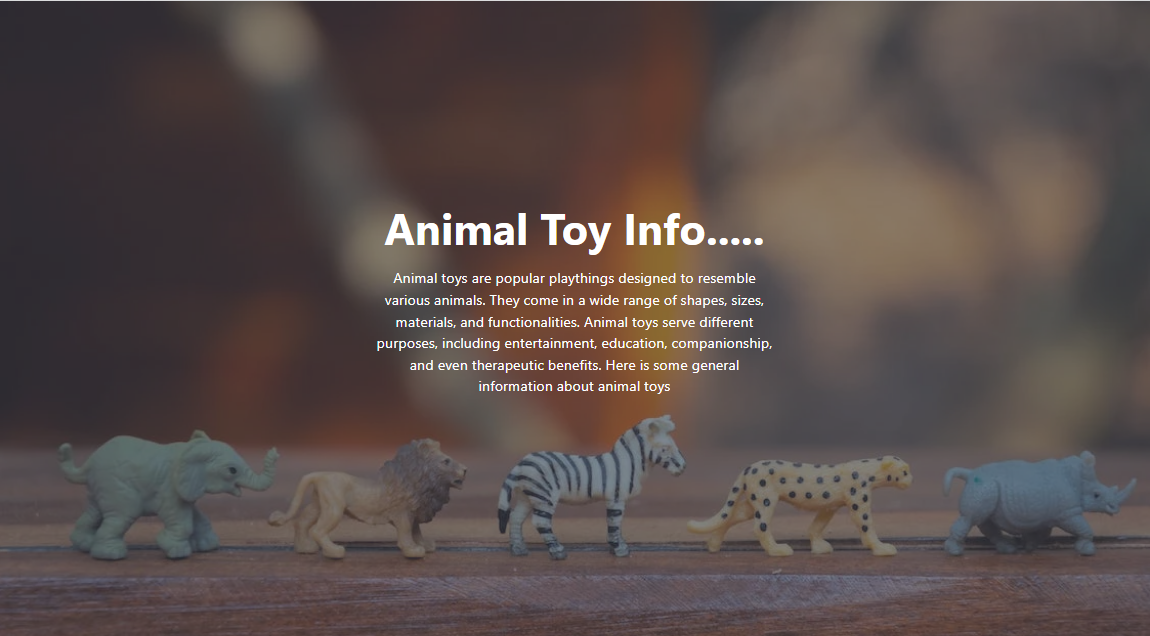 Animal Toy Info.....
Animal toys are popular playthings designed to resemble
various animals. They come in a wide range of shapes, sizes,
materials, and functionalities. Animal toys serve different
purposes, including entertainment, education, companionship,
and even therapeutic benefits. Here is some general
information about animal toys